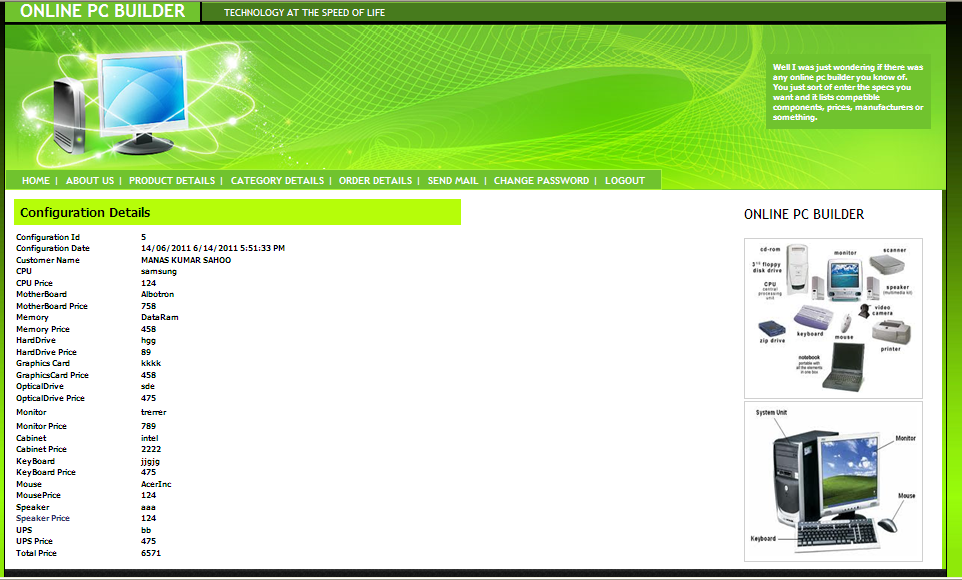 ONLINE PC BUILDER
TECHNOLOGY AT THE SPEED OF LIFE
Well I was just wondering if there was
any online pc builder you know of.
You just sort of enter the specs you
want and it lists compatible
components, prices, manufacturers or
something.
HOME | ABOUT US | PRODUCT DETAILS | CATEGORY DETAILS | ORDER DETAILS | SEND MAIL | CHANGE PASSWORD | LOGOUT
Configuration Details
Configuration Id 5
Configuration Date 14/06/2011 6/14/2011 5:51:33 PM
Customer Name MANAS KUMAR SAHOO
CPU samsung
CPU Price 124
MotherBoard Albotron
MotherBoard Price 758
Memory DataRam
Memory Price 458
HardDrive hgg
HardDrive Price 89
Graphics Card kkkk
GraphicsCard Price 458
OpticalDrive sde
OpticalDrive Price 475
Monitor trerrer
Monitor Price 789
Cabinet intel
Cabinet Price 2222
KeyBoard jjgjg
KeyBoard Price 475
Mouse AcerInc
MousePrice 124
Speaker aaa
Speaker Price 124
UPS bb
UPS Price 475
Total Price 6571
ONLINE PC BUILDER
cd-rom
monitor
scanner
3½ floppy
disk drive
CPU
central
processing
unit
speaker
(multimedia kit)
video
camera
zip drive
keyboard
mouse
printer
notebook
portable with
all the elements
in one box
System Unit
Monitor
Mouse
Keyboard